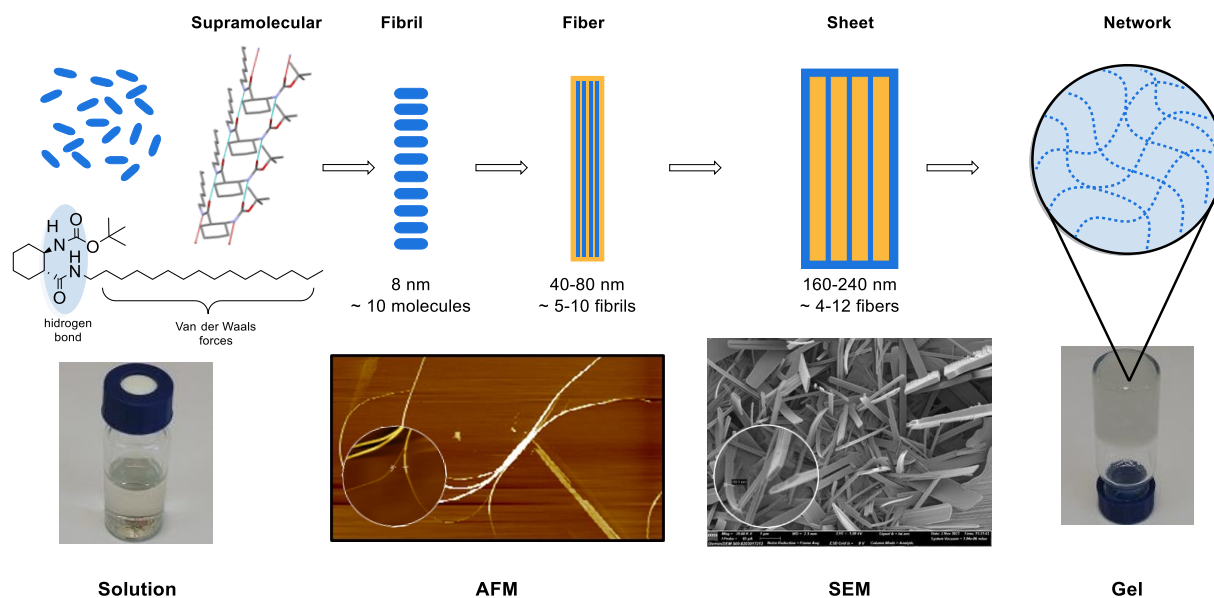 Supramolecular
Fibril
Fiber
Sheet
Network
H
N
O
O
H
N
O
hidrogen
bond
Van der Waals
forces
8 nm
~ 10 molecules
40-80 nm
~ 5-10 fibrils
160-240 nm
~ 4-12 fibers
Solution
AFM
SEM
Gel